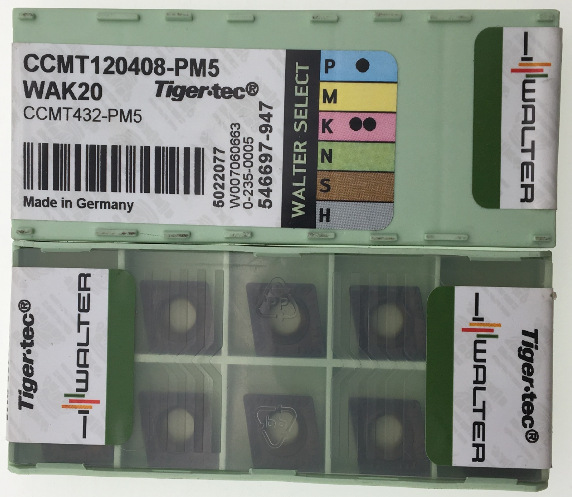 CCMT120408-PM5
WAK20 Tiger·tec®
CCMT432-PM5
Made in Germany
5022077
W007060663
0-235-0005
546697-947
WALTER SELECT
P
M
K
N
S
H
WALTER
Tiger·tec®
WALTER
PP
WALTER
Tiger·tec®